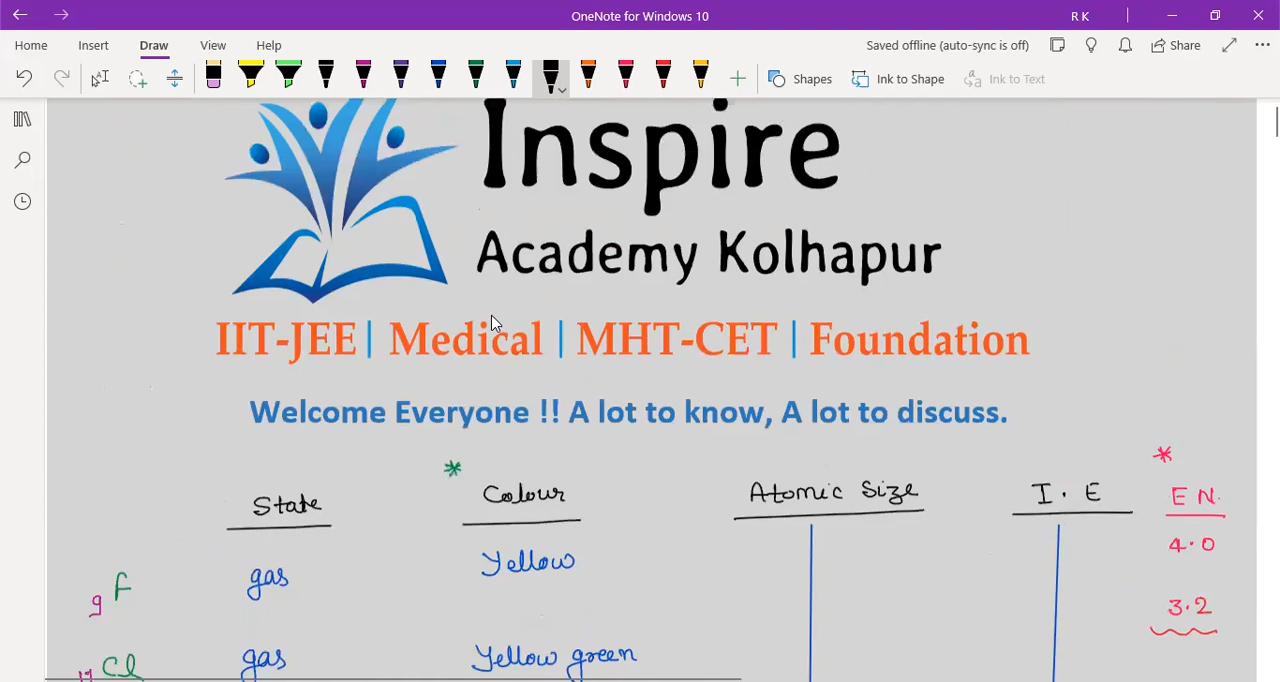 OneNote for Windows 10
R K
Home Insert Draw View Help
Saved offline (auto-sync is off)
Share
Shapes Ink to Shape Ink to Text
Inspire
Academy Kolhapur
IIT-JEE | Medical | MHT-CET | Foundation
Welcome Everyone !! A lot to know, A lot to discuss.
* *
State Colour Atomic Size I. E E N.
9 F gas Yellow 4.0
17 Cl gas Yellow green 3.2